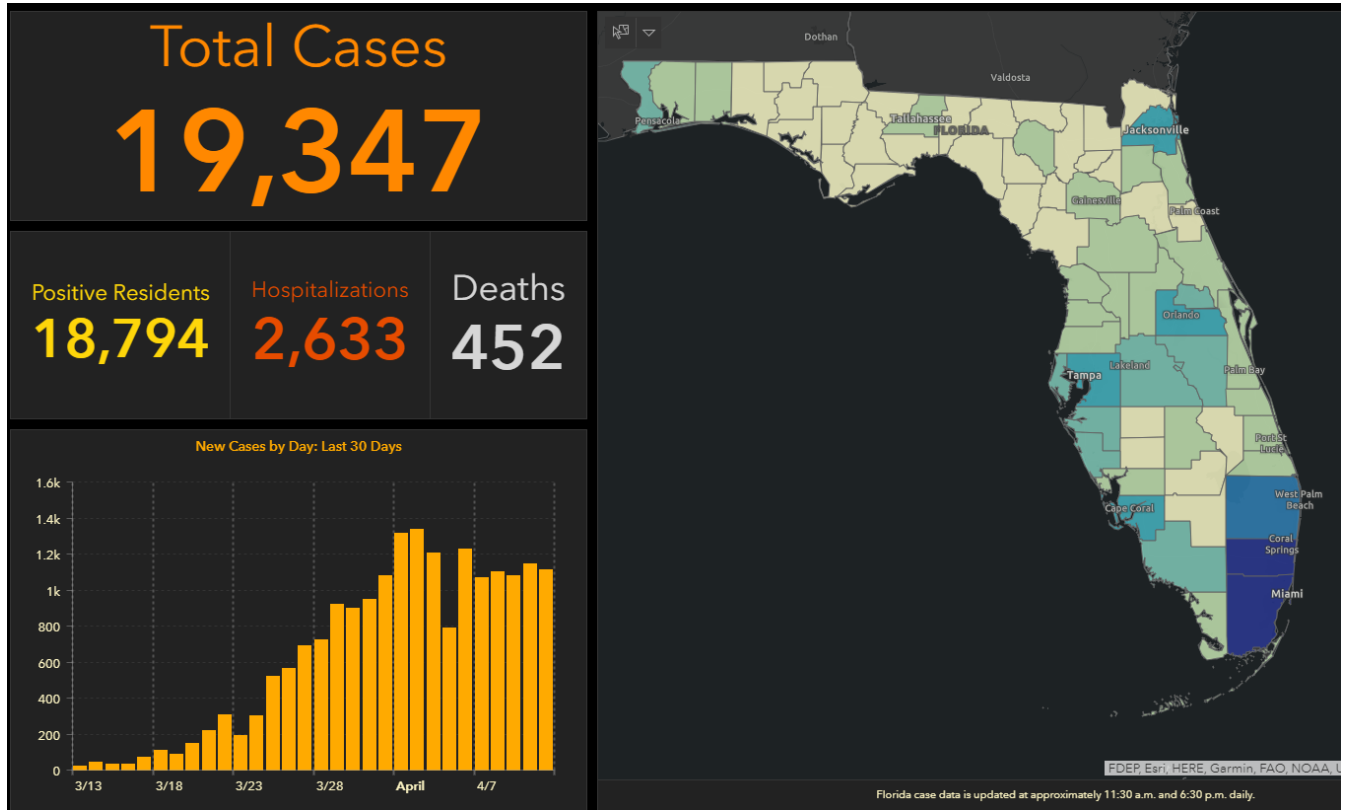 Total Cases
19,347
Positive Residents
18,794
Hospitalizations
2,633
Deaths
452
New Cases by Day: Last 30 Days
1.6k
1.4k
1.2k
1k
800
600
400
200
0
3/13
3/18
3/23
3/28
April
4/7
Dothan
Valdosta
Pensacola
Tallahassee
FLORIDA
Jacksonville
Gainesville
Palm Coast
Orlando
Lakeland
Tampa
Palm Bay
Port St
Lucie
West Palm
Beach
Cape Coral
Coral
Springs
Miami
FDEP, Esri, HERE, Garmin, FAO, NOAA, U
Florida case data is updated at approximately 11:30 a.m. and 6:30 p.m. daily.